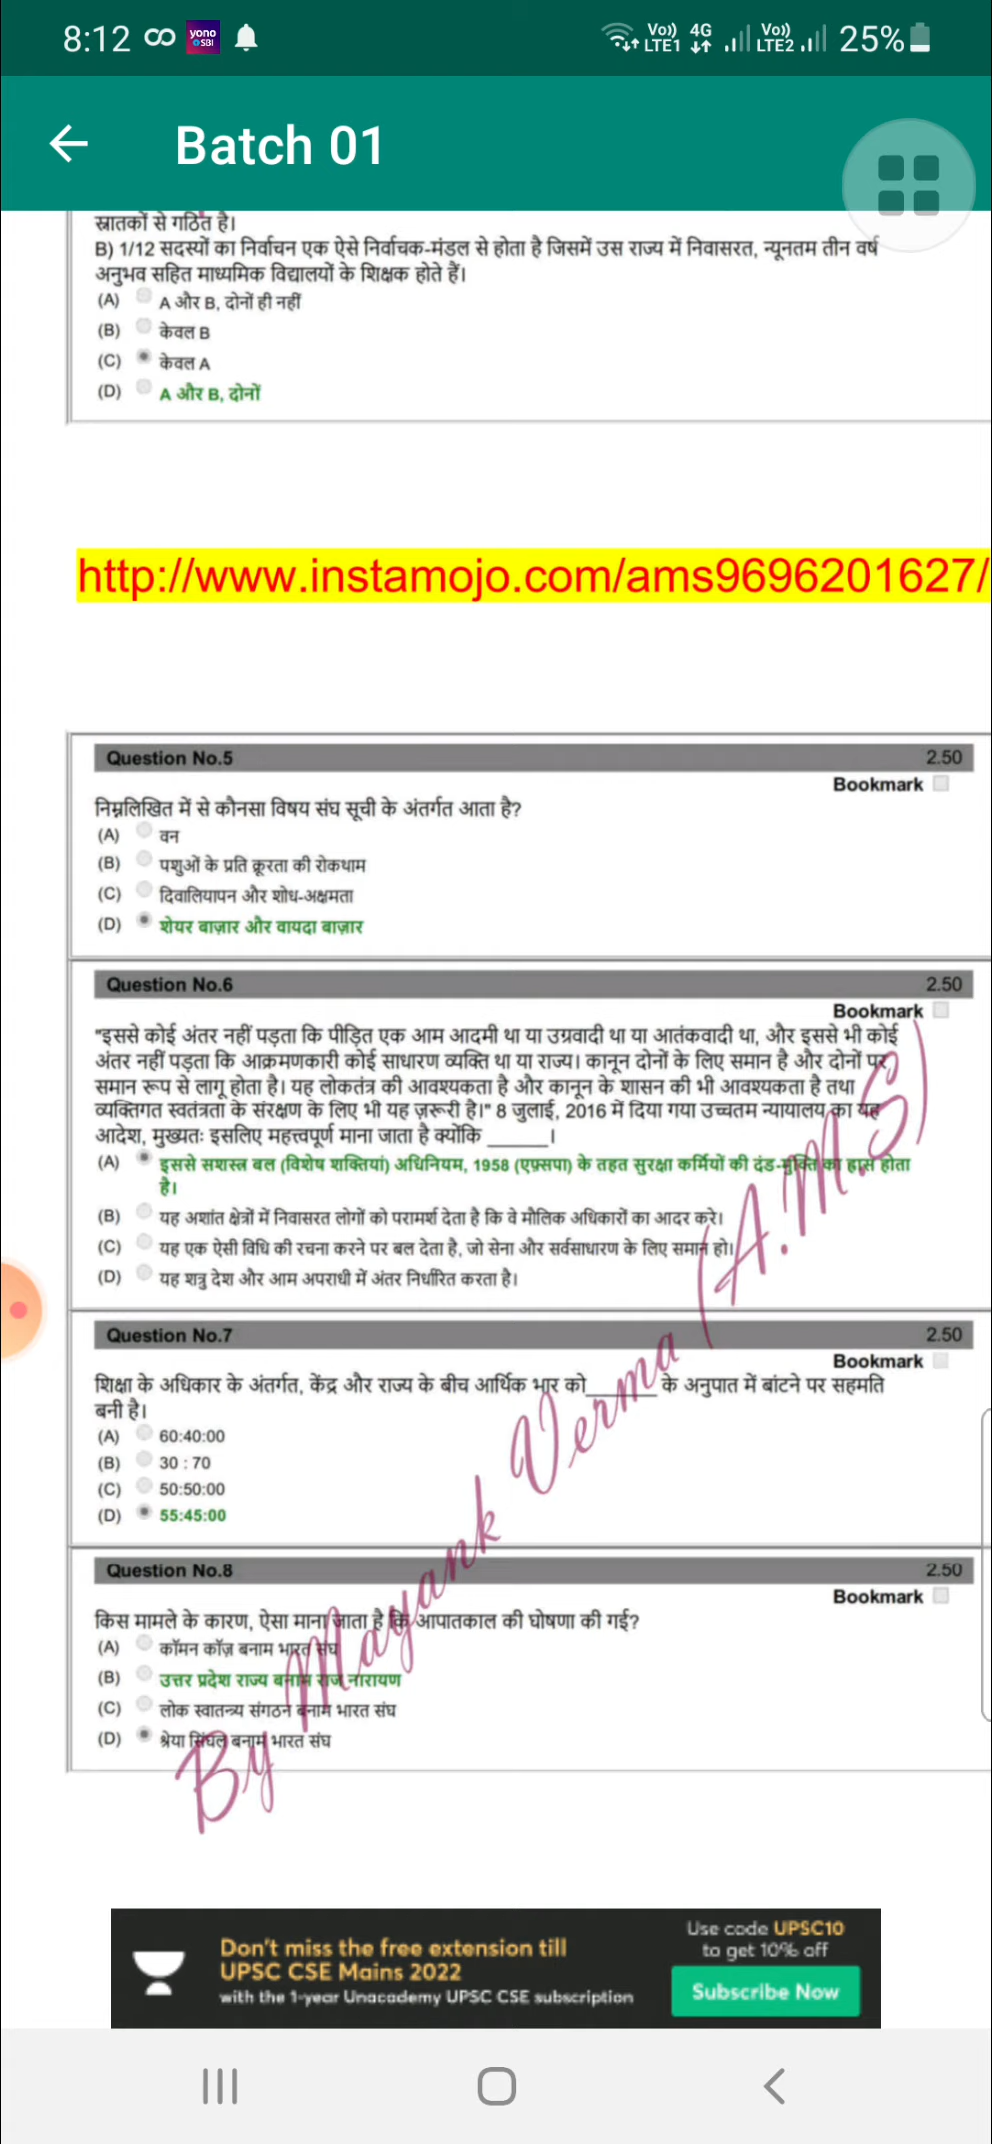 8:12
yono SBI
Vo)) LTE1 4G Vo)) LTE2 25%
Batch 01
स्नातकों से गठित है।
B) 1/12 सदस्यों का निर्वाचन एक ऐसे निर्वाचक-मंडल से होता है जिसमें उस राज्य में निवासरत, न्यूनतम तीन वर्ष
अनुभव सहित माध्यमिक विद्यालयों के शिक्षक होते हैं।
(A) A और B, दोनों ही नहीं
(B) केवल B
(C) केवल A
(D) A और B, दोनों
http://www.instamojo.com/ams9696201627/
Question No.5 2.50
Bookmark
निम्नलिखित में से कौनसा विषय संघ सूची के अंतर्गत आता है?
(A) वन
(B) पशुओं के प्रति क्रूरता की रोकथाम
(C) दिवालियापन और शोध-अक्षमता
(D) शेयर बाज़ार और वायदा बाज़ार
Question No.6 2.50
Bookmark
"इससे कोई अंतर नहीं पड़ता कि पीड़ित एक आम आदमी था या उग्रवादी था या आतंकवादी था, और इससे भी कोई
अंतर नहीं पड़ता कि आक्रमणकारी कोई साधारण व्यक्ति था या राज्य। कानून दोनों के लिए समान है और दोनों पर
समान रूप से लागू होता है। यह लोकतंत्र की आवश्यकता है और कानून के शासन की भी आवश्यकता है तथा
व्यक्तिगत स्वतंत्रता के संरक्षण के लिए भी यह ज़रूरी है।" 8 जुलाई, 2016 में दिया गया उच्चतम न्यायालय का यह
आदेश, मुख्यतः इसलिए महत्त्वपूर्ण माना जाता है क्योंकि ______।
(A) इससे सशस्त्र बल (विशेष शक्तियां) अधिनियम, 1958 (एफ़्सपा) के तहत सुरक्षा कर्मियों की दंड-मुक्ति का ह्रास होता
है।
(B) यह अशांत क्षेत्रों में निवासरत लोगों को परामर्श देता है कि वे मौलिक अधिकारों का आदर करे।
(C) यह एक ऐसी विधि की रचना करने पर बल देता है, जो सेना और सर्वसाधारण के लिए समान हो।
(D) यह शत्रु देश और आम अपराधी में अंतर निर्धारित करता है।
Question No.7 2.50
Bookmark
शिक्षा के अधिकार के अंतर्गत, केंद्र और राज्य के बीच आर्थिक भार को______ के अनुपात में बांटने पर सहमति
बनी है।
(A) 60:40:00
(B) 30 : 70
(C) 50:50:00
(D) 55:45:00
Question No.8 2.50
Bookmark
किस मामले के कारण, ऐसा माना जाता है कि आपातकाल की घोषणा की गई?
(A) कॉमन कॉज़ बनाम भारत संघ
(B) उत्तर प्रदेश राज्य बनाम राज नारायण
(C) लोक स्वातन्त्र्य संगठन बनाम भारत संघ
(D) श्रेया सिंघल बनाम भारत संघ
By Mayank Verma (A.M.S)
Don't miss the free extension till
UPSC CSE Mains 2022
with the 1-year Unacademy UPSC CSE subscription
Use code UPSC10
to get 10% off
Subscribe Now